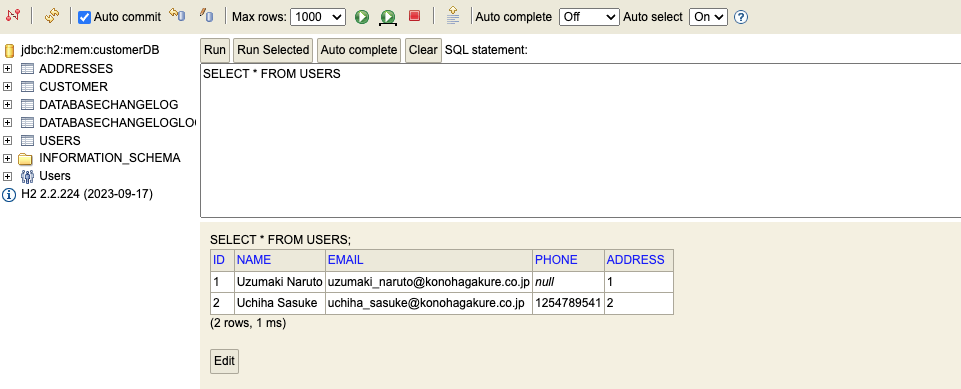 Auto commit Max rows: 1000 Auto complete Off Auto select On ?
jdbc:h2:mem:customerDB
ADDRESSES
CUSTOMER
DATABASECHANGELOG
DATABASECHANGELOGLO
USERS
INFORMATION_SCHEMA
Users
H2 2.2.224 (2023-09-17)
Run Run Selected Auto complete Clear SQL statement:
SELECT * FROM USERS
SELECT * FROM USERS;
ID NAME EMAIL PHONE ADDRESS
1 Uzumaki Naruto uzumaki_naruto@konohagakure.co.jp null 1
2 Uchiha Sasuke uchiha_sasuke@konohagakure.co.jp 1254789541 2
(2 rows, 1 ms)
Edit